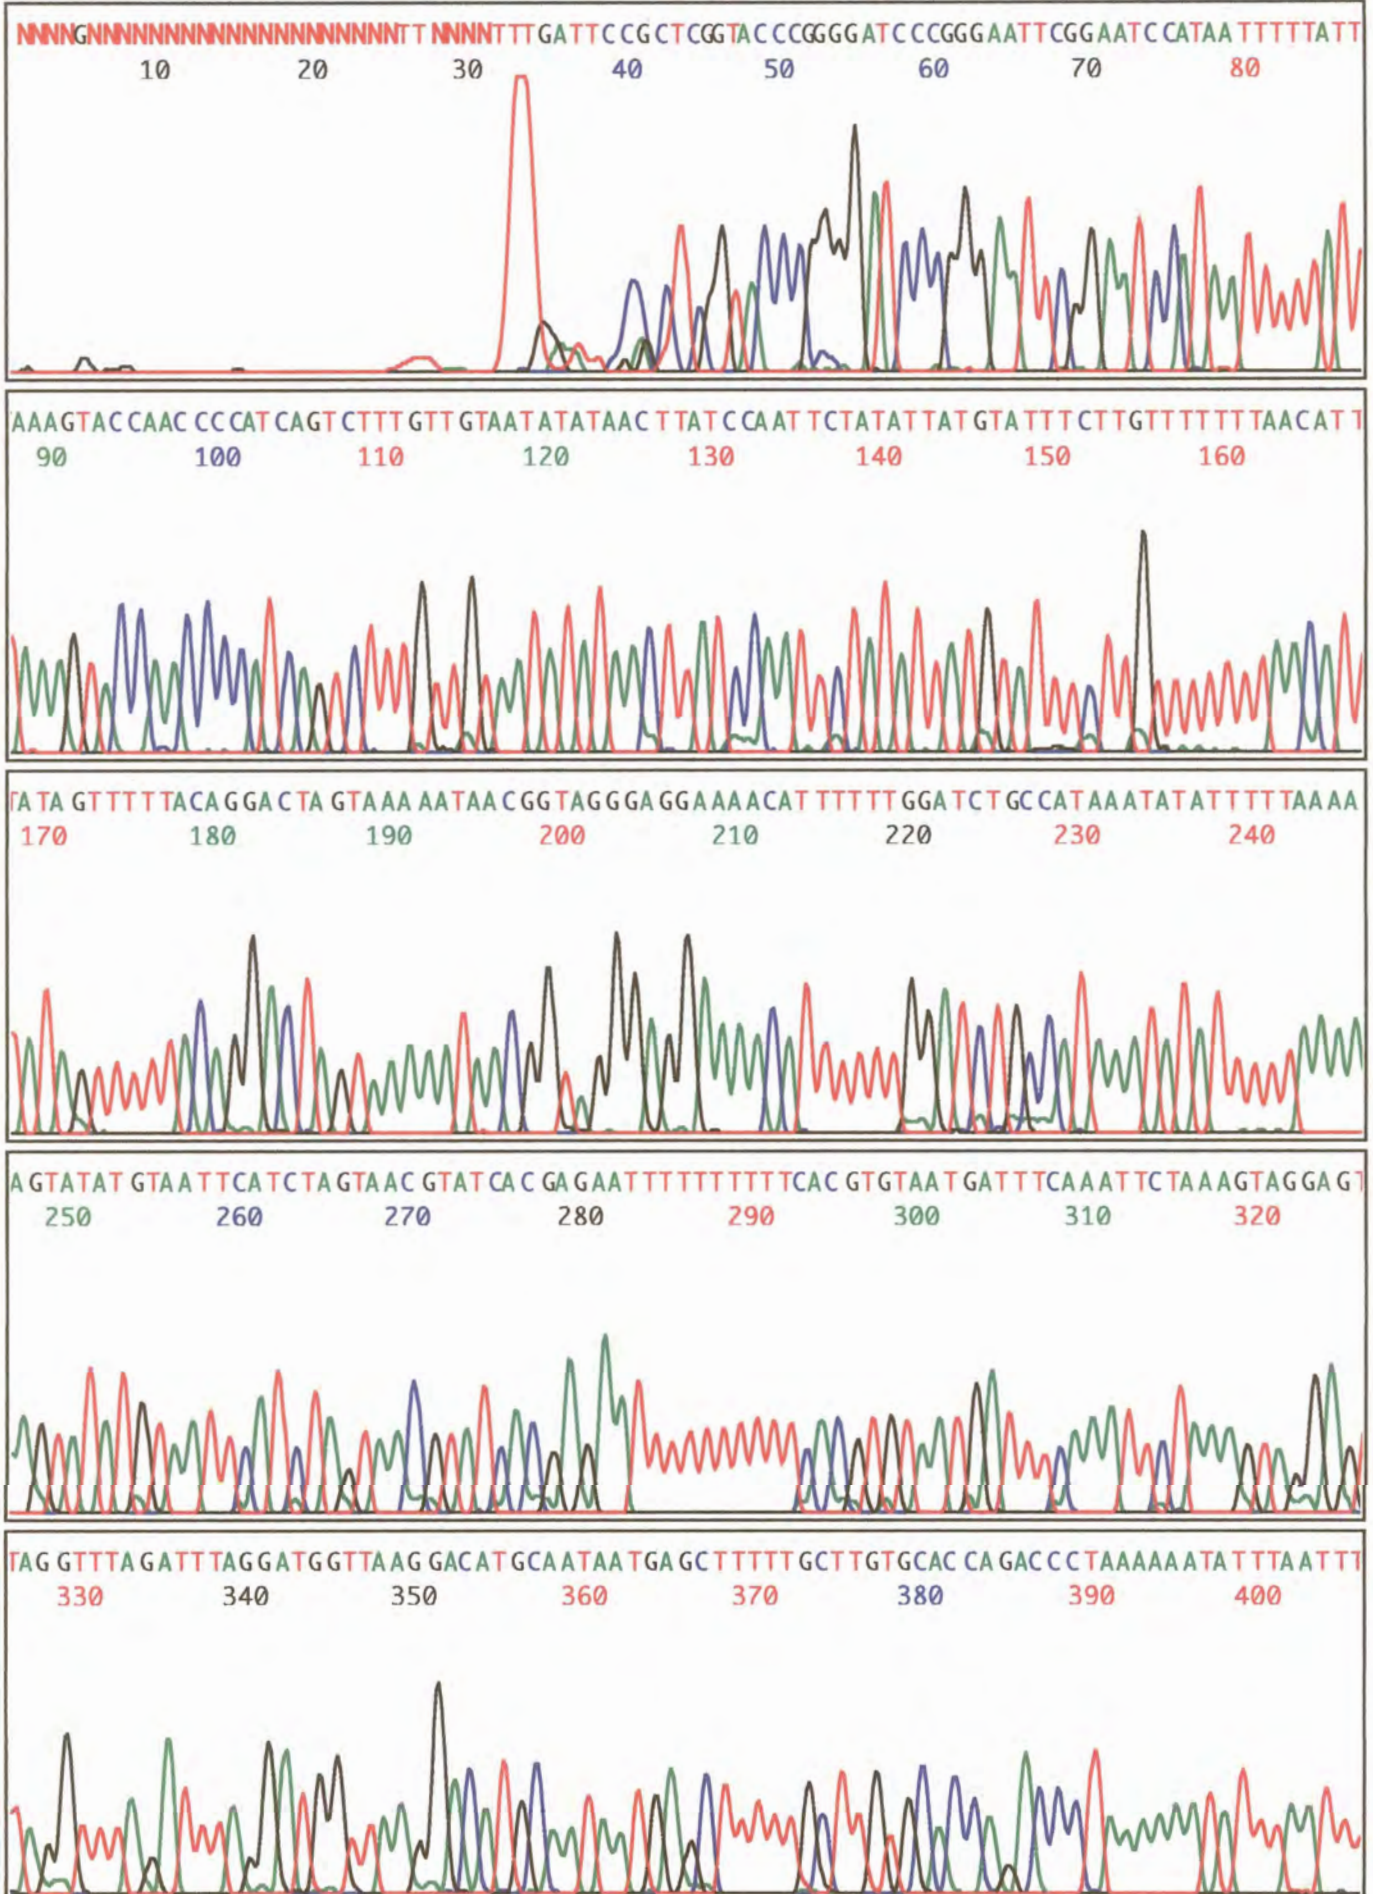 NNNNGNNNNNNNNNNNNNNNNNNNNTTNNNNTTTGATTCCGCTCGGTACCCGGGGATCCCGGGAATTCGGAATCCATAATTTTTATT
10 20 30 40 50 60 70 80
AAAGTACCAACCCCATCAGTCTTTGTTGTAATATATAACTTATCCAATTCTATATTATGTATTTCTTGTTTTTTTAACATT
90 100 110 120 130 140 150 160
TATAGTTTTTACAGGACTAGTAAAAATAACGGTAGGGAGGAAAACATTTTTTGGATCTGCCATAAATATATTTTTAAAA
170 180 190 200 210 220 230 240
AGTATATGTAATTCATCTAGTAACGTATCACGAGAATTTTTTTTTTCACGTGTAATGATTTCAAATTCTAAAGTAGGAGT
250 260 270 280 290 300 310 320
TAGGTTTAGATTTAGGATGGTTAAGGACATGCAATAATGAGCTTTTTGCTTGTGCACCAGACCCTAAAAAATATTTAATTT
330 340 350 360 370 380 390 400